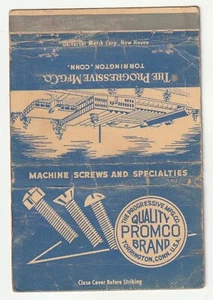 Universal Match Corp., New Haven
THE PROGRESSIVE MFG. CO.
TORRINGTON, CONN.
MACHINE SCREWS AND SPECIALTIES
THE PROGRESSIVE MFG. CO.
QUALITY
PROMCO
BRAND
TORRINGTON, CONN. U.S.A.
Close Cover Before Striking